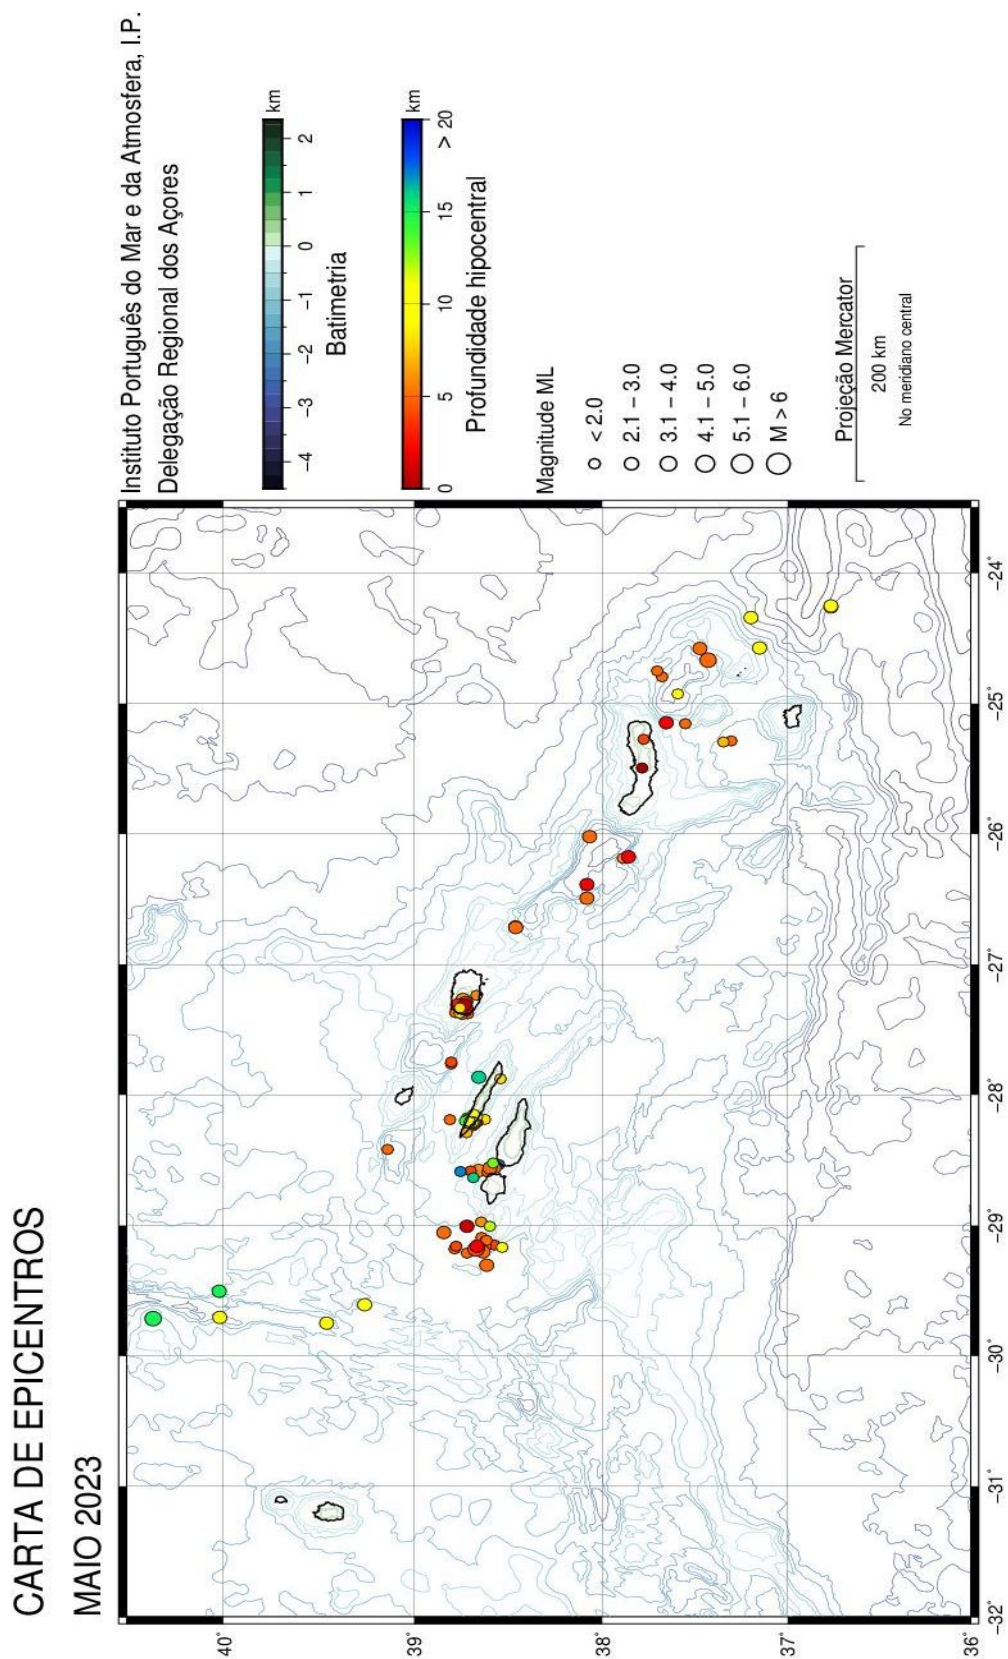 CARTA DE EPICENTROS
MAIO 2023
Instituto Português do Mar e da Atmosfera, I.P.
Delegação Regional dos Açores
km
−4 −3 −2 −1 0 1 2
Batimetria
km
0 5 10 15 > 20
Profundidade hipocentral
Magnitude ML
< 2.0
2.1 − 3.0
3.1 − 4.0
4.1 − 5.0
5.1 − 6.0
M > 6
Projeção Mercator
200 km
No meridiano central
40°
39°
38°
37°
36°
−32° −31° −30° −29° −28° −27° −26° −25° −24°